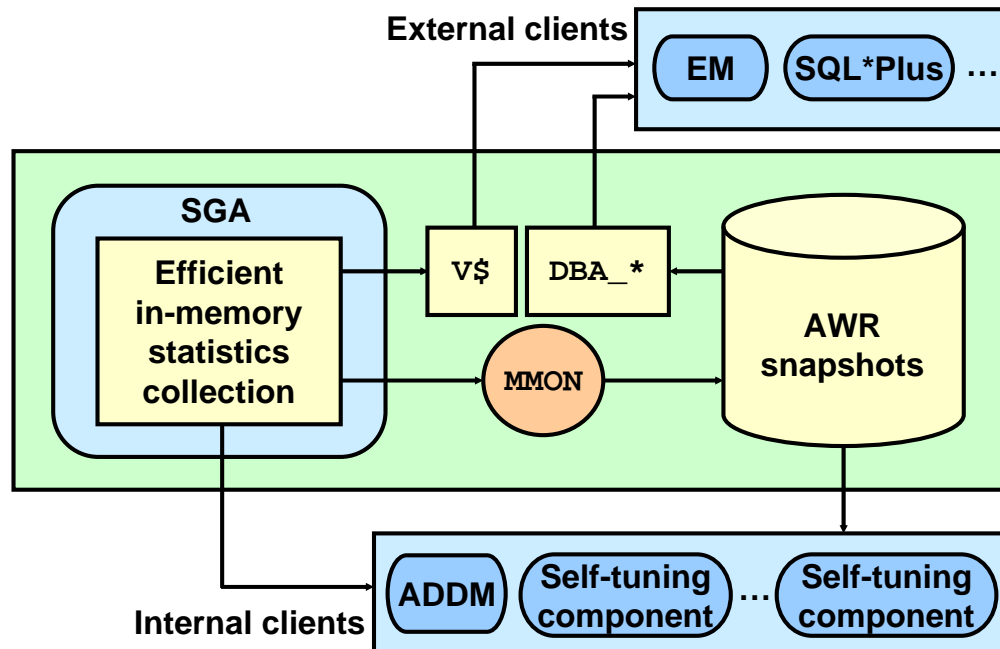 External clients
EM
SQL*Plus
...
SGA
Efficient
in-memory
statistics
collection
V$
DBA_*
MMON
AWR
snapshots
Internal clients
ADDM
Self-tuning
component
...
Self-tuning
component